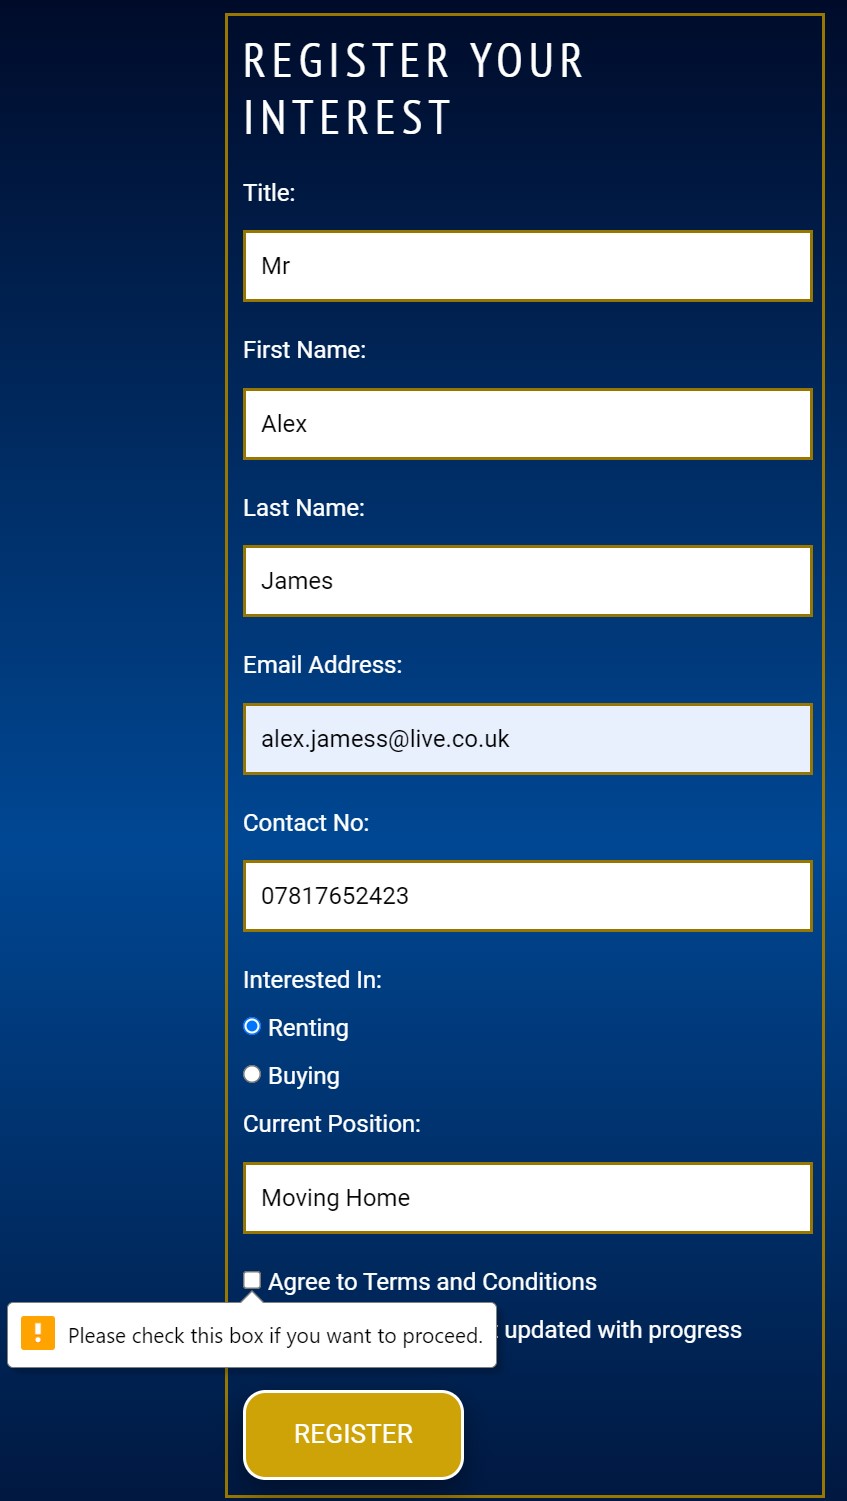 REGISTER YOUR
INTEREST
Title:
Mr
First Name:
Alex
Last Name:
James
Email Address:
alex.jamess@live.co.uk
Contact No:
07817652423
Interested In:
Renting
Buying
Current Position:
Moving Home
Agree to Terms and Conditions
Please check this box if you want to proceed.
updated with progress
REGISTER